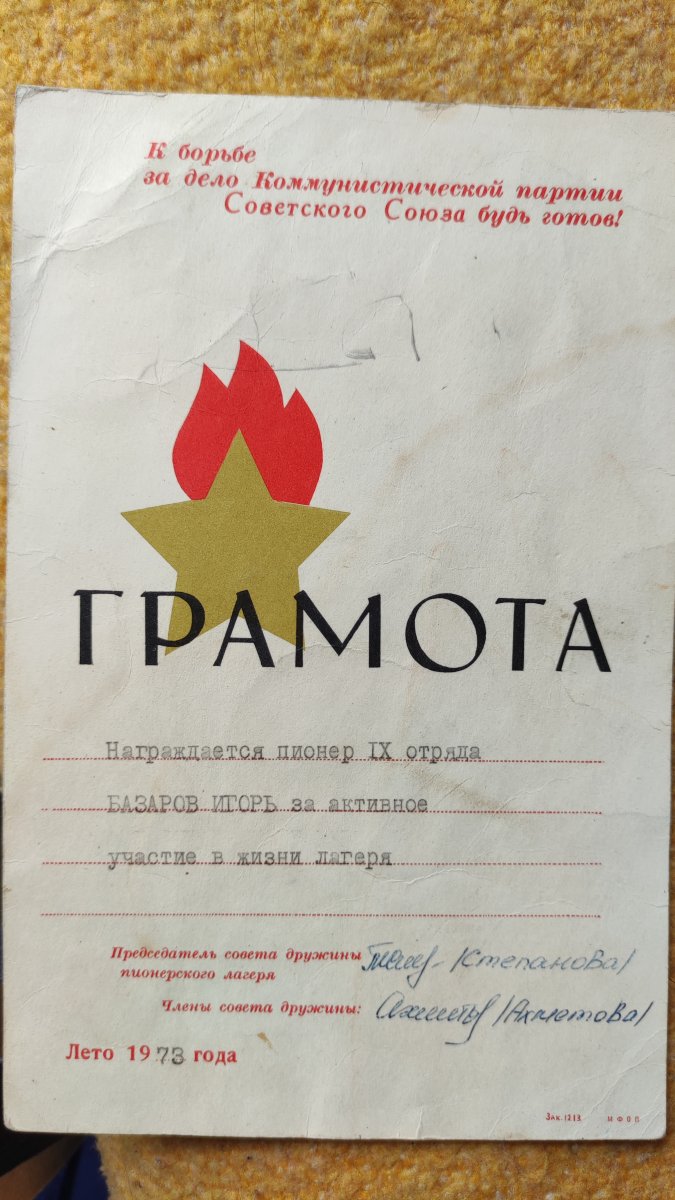 К борьбе
за дело Коммунистической партии
Советского Союза будь готов!
ГРАМОТА
Награждается пионер IX отряда
БАЗАРОВ ИГОРЬ за активное
участие в жизни лагеря
Председатель совета дружины /Степанова/
пионерского лагеря
Члены совета дружины: /Ахметова/
Лето 1973 года
Зак. 1213 МФОП